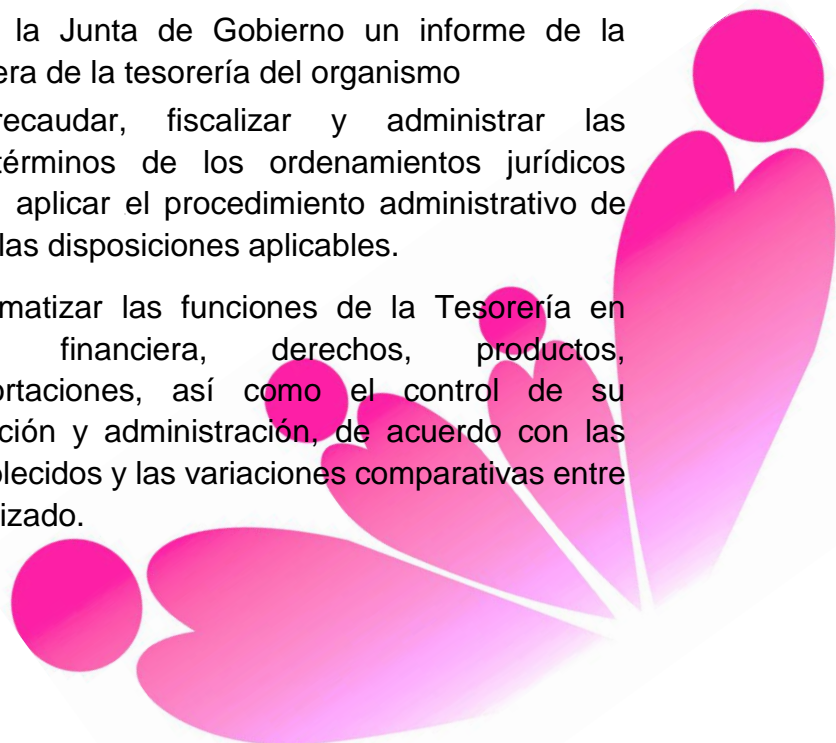 la Junta de Gobierno un informe de la
era de la tesorería del organismo
recaudar, fiscalizar y administrar las
términos de los ordenamientos jurídicos
aplicar el procedimiento administrativo de
las disposiciones aplicables.
matizar las funciones de la Tesorería en
financiera, derechos, productos,
ortaciones, así como el control de su
ción y administración, de acuerdo con las
olecidos y las variaciones comparativas entre
izado.